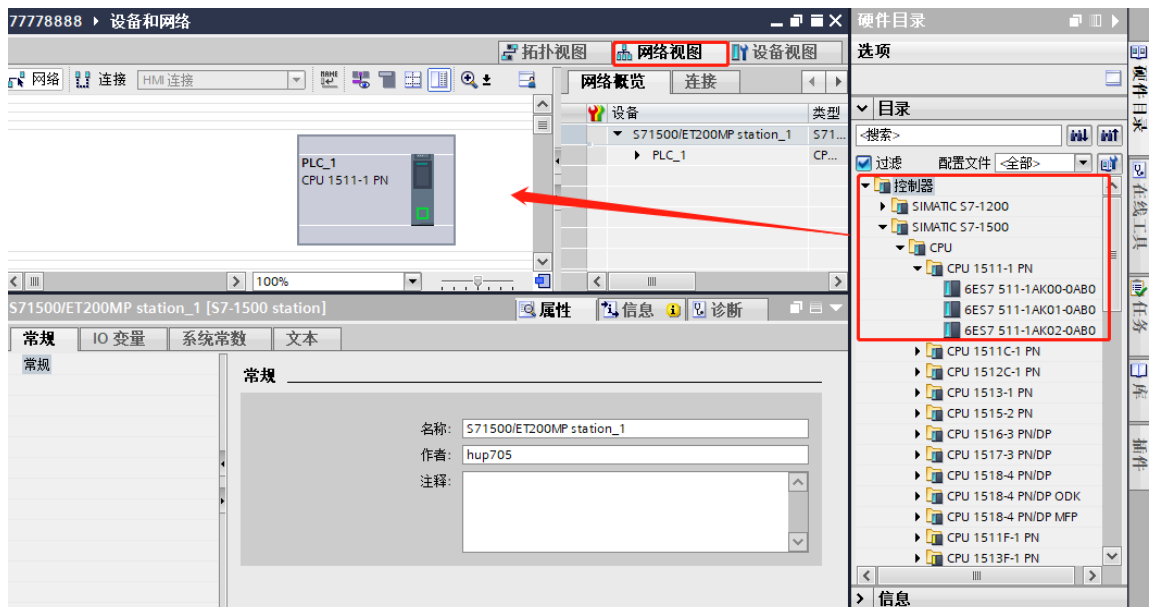 77778888 ▸ 设备和网络
硬件目录
拓扑视图 网络视图 设备视图
选项
网络 连接 HMI 连接
网络概览 连接
目录
设备 类型
<搜索>
S71500/ET200MP station_1 S71...
PLC_1 CP...
过滤 配置文件 <全部>
PLC_1
CPU 1511-1 PN
控制器
SIMATIC S7-1200
SIMATIC S7-1500
CPU
CPU 1511-1 PN
6ES7 511-1AK00-0AB0
6ES7 511-1AK01-0AB0
6ES7 511-1AK02-0AB0
CPU 1511C-1 PN
CPU 1512C-1 PN
CPU 1513-1 PN
CPU 1515-2 PN
CPU 1516-3 PN/DP
CPU 1517-3 PN/DP
CPU 1518-4 PN/DP
CPU 1518-4 PN/DP ODK
CPU 1518-4 PN/DP MFP
CPU 1511F-1 PN
CPU 1513F-1 PN
信息
100%
S71500/ET200MP station_1 [S7-1500 station]
属性 信息 诊断
常规 IO 变量 系统常数 文本
常规
常规
名称: S71500/ET200MP station_1
作者: hup705
注释:
硬件目录
在线工具
任务
库
插件